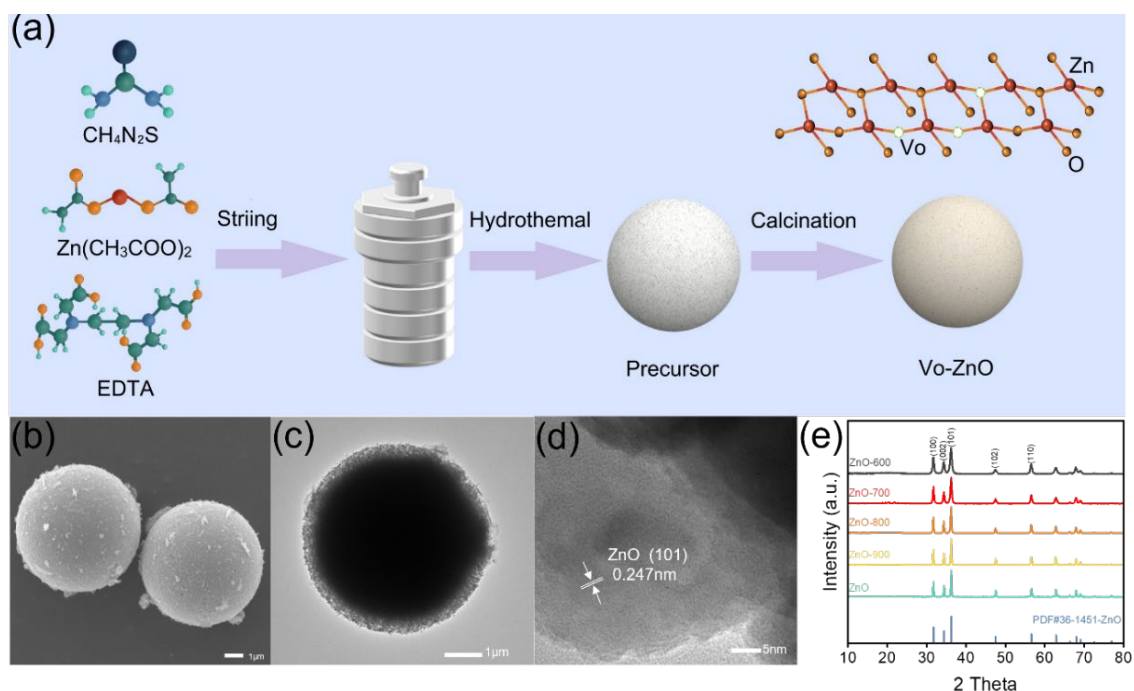 (a)
CH₄N₂S
Zn(CH₃COO)₂
EDTA
Striing
Hydrothemal
Precursor
Calcination
Zn
Vo
O
Vo-ZnO
(b)
1μm
(c)
1μm
(d)
ZnO (101)
0.247nm
5nm
(e)
Intensity (a.u.)
(100)
(002)
(101)
(102)
(110)
ZnO-600
ZnO-700
ZnO-800
ZnO-900
ZnO
PDF#36-1451-ZnO
10 20 30 40 50 60 70 80
2 Theta